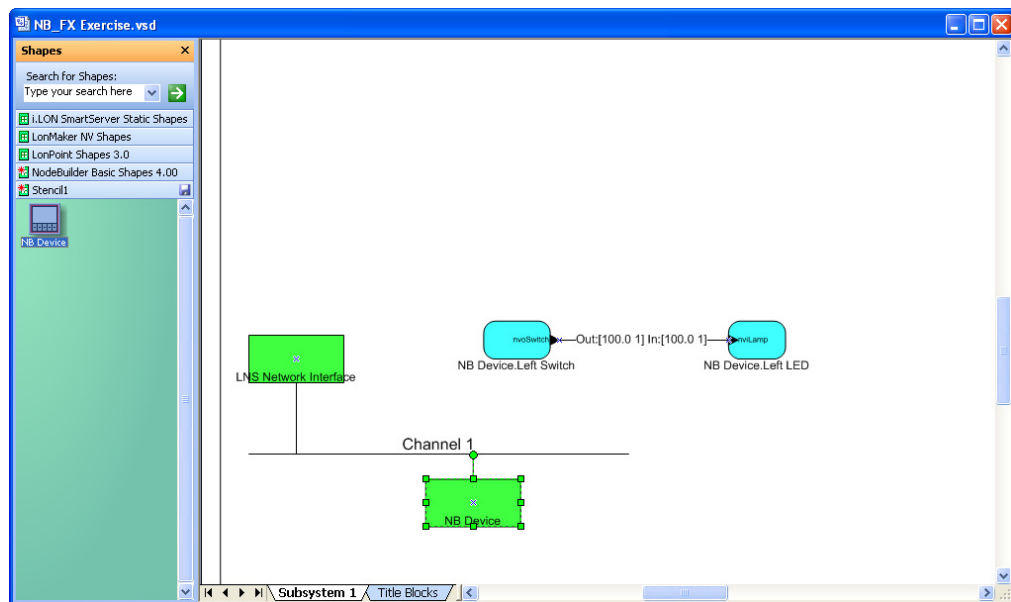 NB_FX Exercise.vsd
Shapes
Search for Shapes:
Type your search here
i.LON SmartServer Static Shapes
LonMaker NV Shapes
LonPoint Shapes 3.0
NodeBuilder Basic Shapes 4.00
Stencil1
NB Device
nvoSwitch
Out:[100.0 1] In:[100.0 1]
nviLamp
NB Device.Left Switch
NB Device.Left LED
LNS Network Interface
Channel 1
NB Device
Subsystem 1
Title Blocks